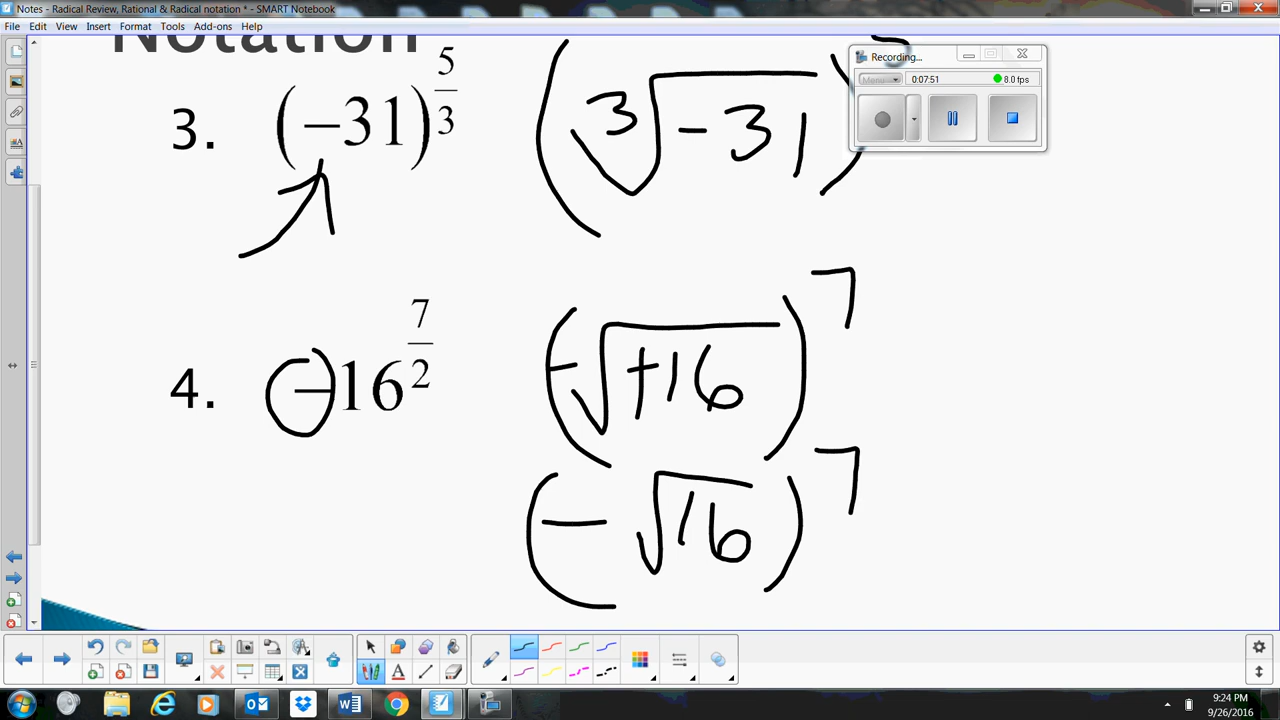 Notes - Radical Review, Rational & Radical notation * - SMART Notebook
File Edit View Insert Format Tools Add-ons Help
Notation
Recording...
Menu
0:07:51 8.0 fps
3. (−31)^(5/3) (∛−31)
4. −16^(7/2) (−√+16)^7
(−√16)^7
A
9:24 PM
9/26/2016